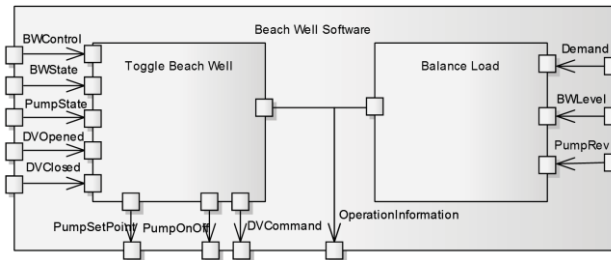 Beach Well Software
BWControl
Toggle Beach Well
Balance Load
Demand
BWState
PumpState
BWLevel
DVOpened
PumpRev
DVClosed
PumpSetPoint
PumpOnOff
DVCommand
OperationInformation